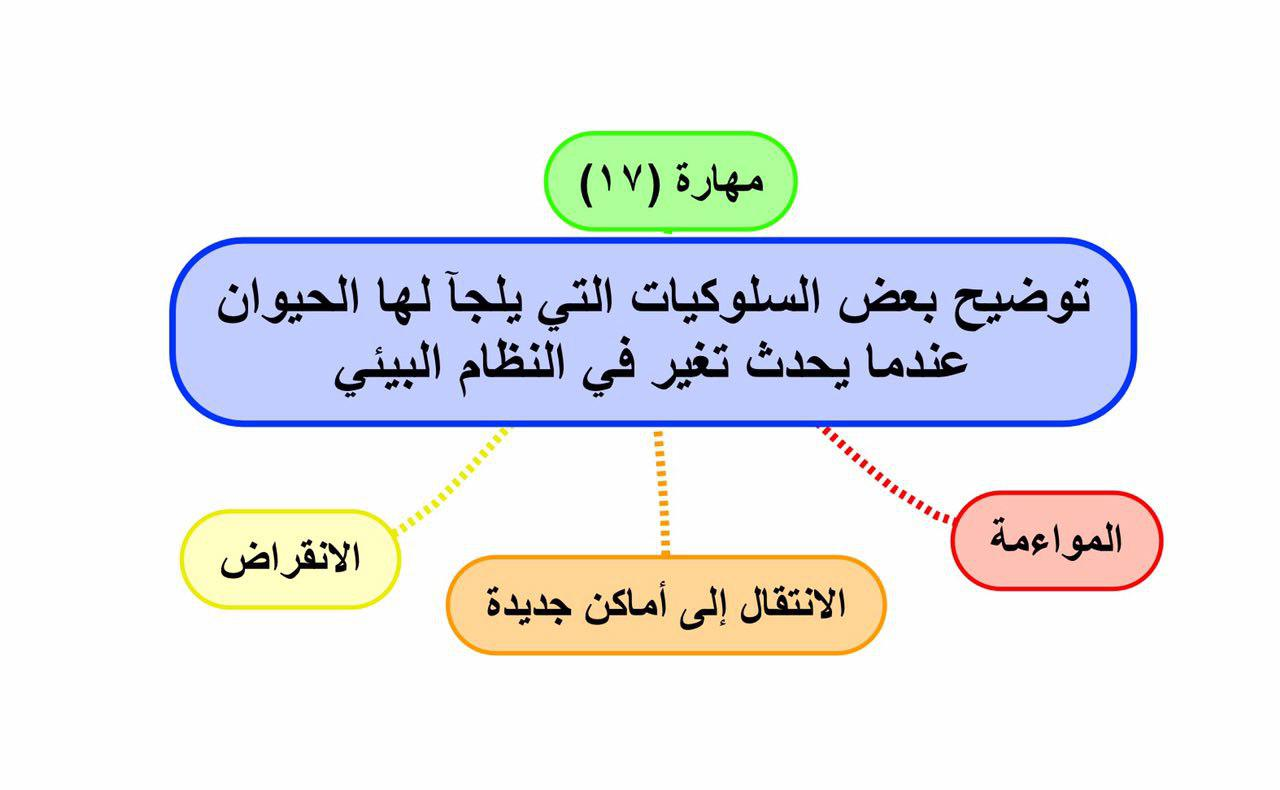 مهارة (١٧)
توضيح بعض السلوكيات التي يلجآ لها الحيوان
عندما يحدث تغير في النظام البيئي
المواءمة
الانتقال إلى أماكن جديدة
الانقراض